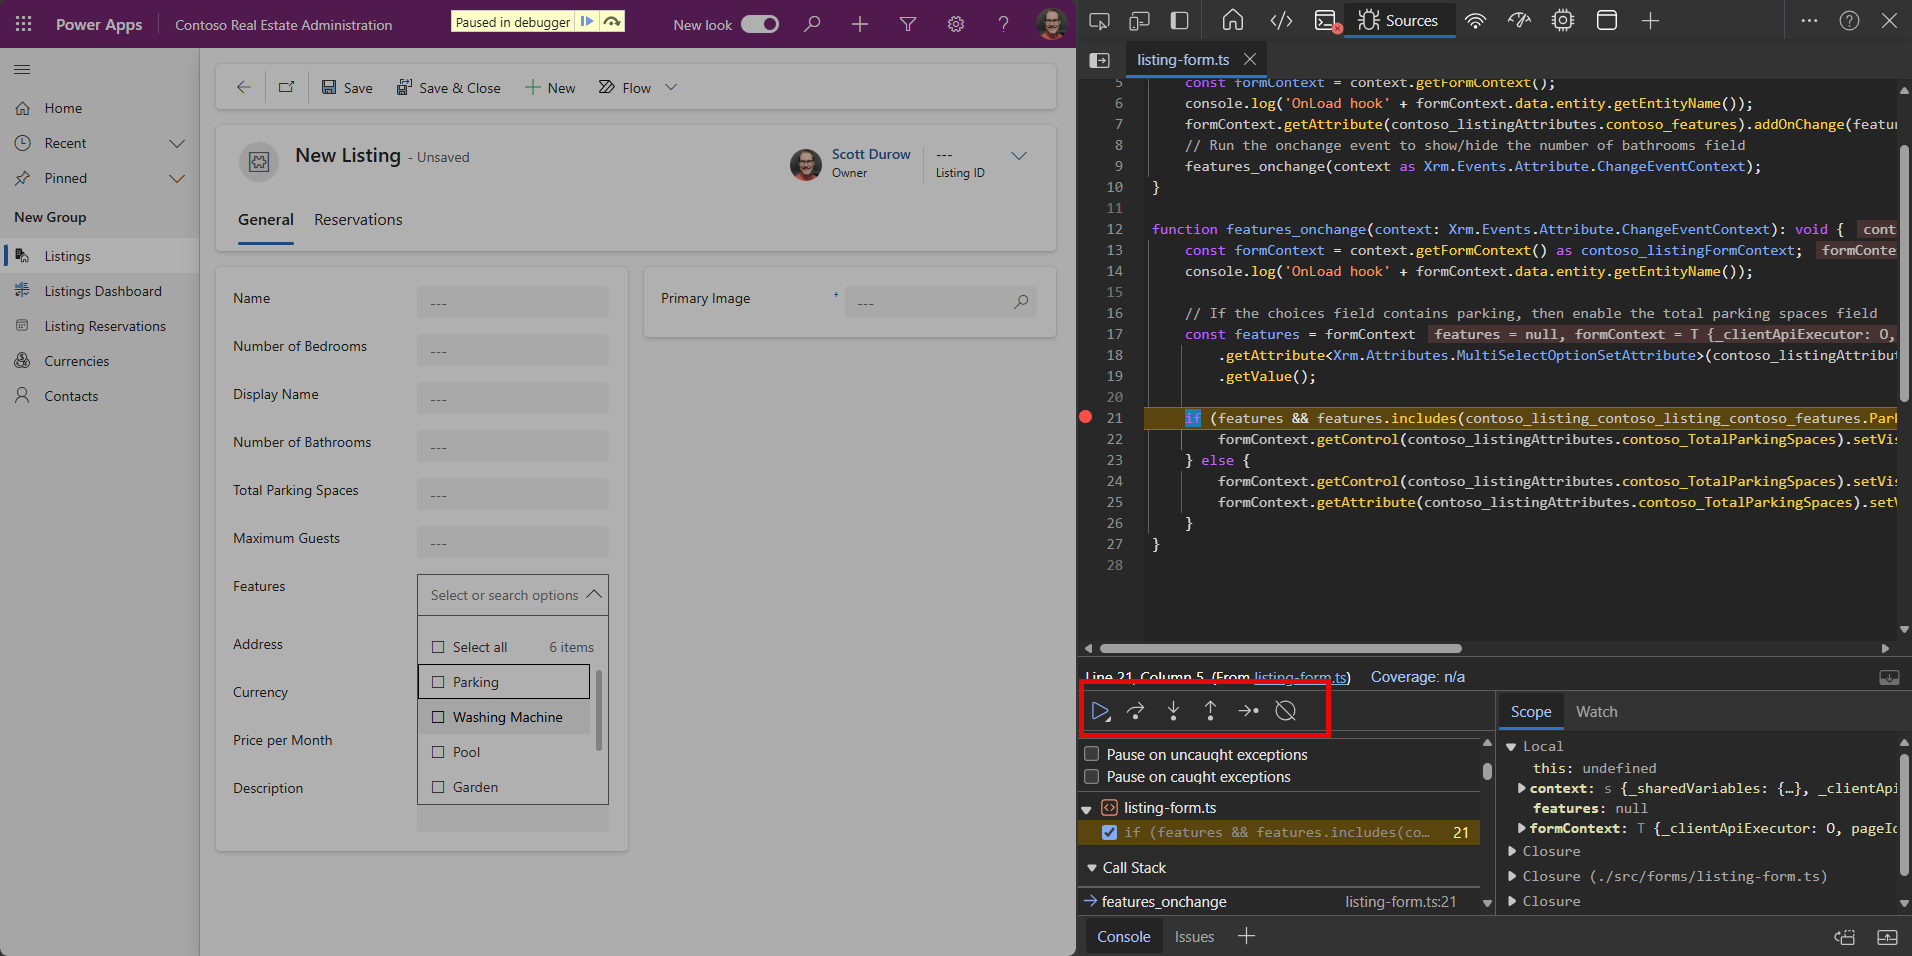 Power Apps
Contoso Real Estate Administration
Paused in debugger
New look
Save
Save & Close
New
Flow
Home
Recent
Pinned
New Group
Listings
Listings Dashboard
Listing Reservations
Currencies
Contacts
New Listing - Unsaved
Scott Durow
Owner
---
Listing ID
General
Reservations
Name
---
Number of Bedrooms
---
Display Name
---
Number of Bathrooms
---
Total Parking Spaces
---
Maximum Guests
---
Features
Select or search options
Select all
6 items
Parking
Washing Machine
Pool
Garden
Address
Currency
Price per Month
Description
Primary Image
+
---
Sources
listing-form.ts
5 const formContext = context.getFormContext();
6 console.log('OnLoad hook' + formContext.data.entity.getEntityName());
7 formContext.getAttribute(contoso_listingAttributes.contoso_features).addOnChange(featur
8 // Run the onchange event to show/hide the number of bathrooms field
9 features_onchange(context as Xrm.Events.Attribute.ChangeEventContext);
10 }
11
12 function features_onchange(context: Xrm.Events.Attribute.ChangeEventContext): void { cont
13 const formContext = context.getFormContext() as contoso_listingFormContext; formConte
14 console.log('OnLoad hook' + formContext.data.entity.getEntityName());
15
16 // If the choices field contains parking, then enable the total parking spaces field
17 const features = formContext features = null, formContext = T {_clientApiExecutor: O,
18 .getAttribute<Xrm.Attributes.MultiSelectOptionSetAttribute>(contoso_listingAttribut
19 .getValue();
20
21 if (features && features.includes(contoso_listing_contoso_listing_contoso_features.Park
22 formContext.getControl(contoso_listingAttributes.contoso_TotalParkingSpaces).setVis
23 } else {
24 formContext.getControl(contoso_listingAttributes.contoso_TotalParkingSpaces).setVis
25 formContext.getAttribute(contoso_listingAttributes.contoso_TotalParkingSpaces).setV
26 }
27 }
28
Line 21, Column 5 (From listing-form.ts) Coverage: n/a
Pause on uncaught exceptions
Pause on caught exceptions
listing-form.ts
if (features && features.includes(co… 21
Call Stack
features_onchange listing-form.ts:21
Scope
Watch
Local
this: undefined
context: s {_sharedVariables: {…}, _clientApi
features: null
formContext: T {_clientApiExecutor: O, pageId
Closure
Closure (./src/forms/listing-form.ts)
Closure
Console
Issues